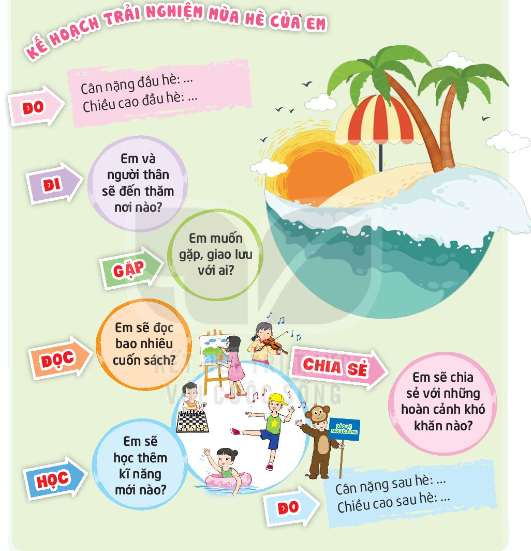 KẾ HOẠCH TRẢI NGHIỆM MÙA HÈ CỦA EM
ĐO
Cân nặng đầu hè: ...
Chiều cao đầu hè: ...
ĐI
Em và
người thân
sẽ đến thăm
nơi nào?
GẶP
Em muốn
gặp, giao lưu
với ai?
ĐỌC
Em sẽ đọc
bao nhiêu
cuốn sách?
CHIA SẺ
Em sẽ chia
sẻ với những
hoàn cảnh khó
khăn nào?
HỌC
Em sẽ
học thêm
kĩ năng
mới nào?
ĐO
Cân nặng sau hè: ...
Chiều cao sau hè: ...